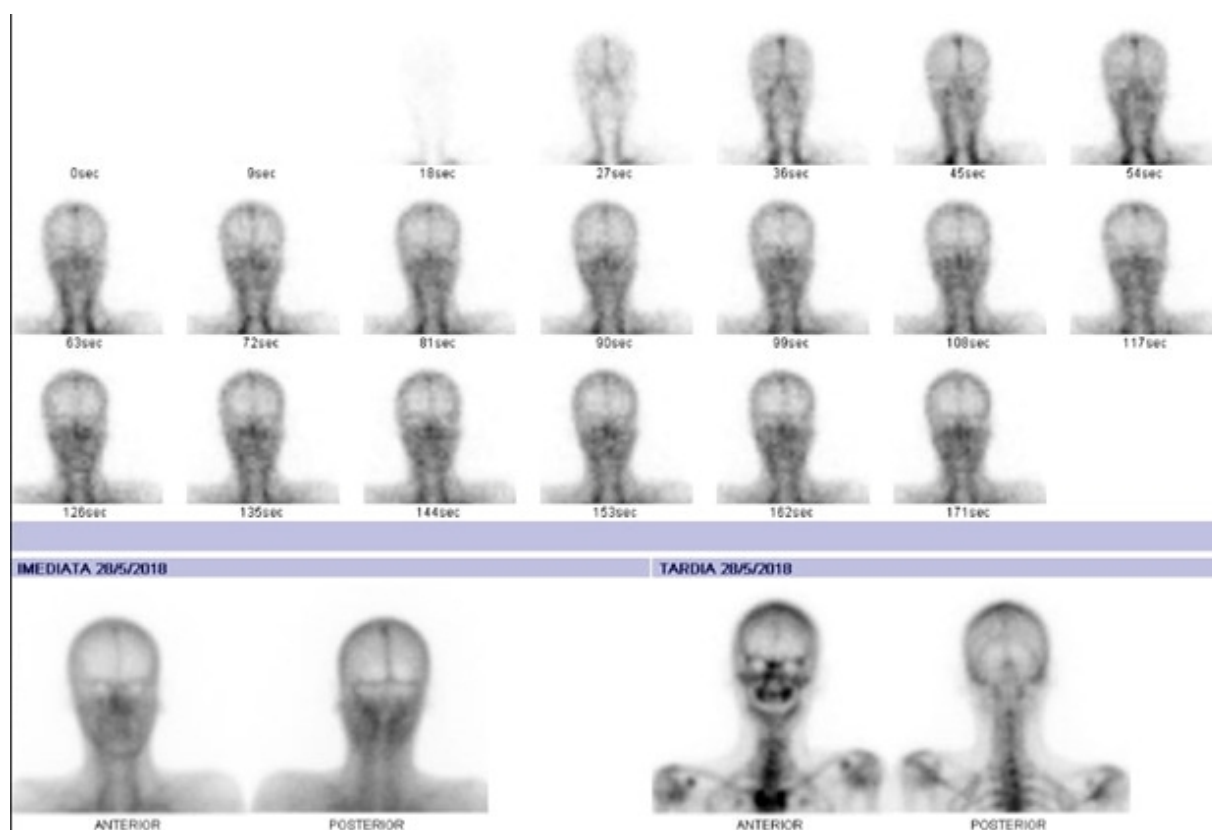 0sec 9sec 18sec 27sec 36sec 45sec 54sec
63sec 72sec 81sec 90sec 99sec 108sec 117sec
126sec 135sec 144sec 153sec 162sec 171sec
IMEDIATA 28/5/2018 TARDIA 28/5/2018
ANTERIOR POSTERIOR ANTERIOR POSTERIOR